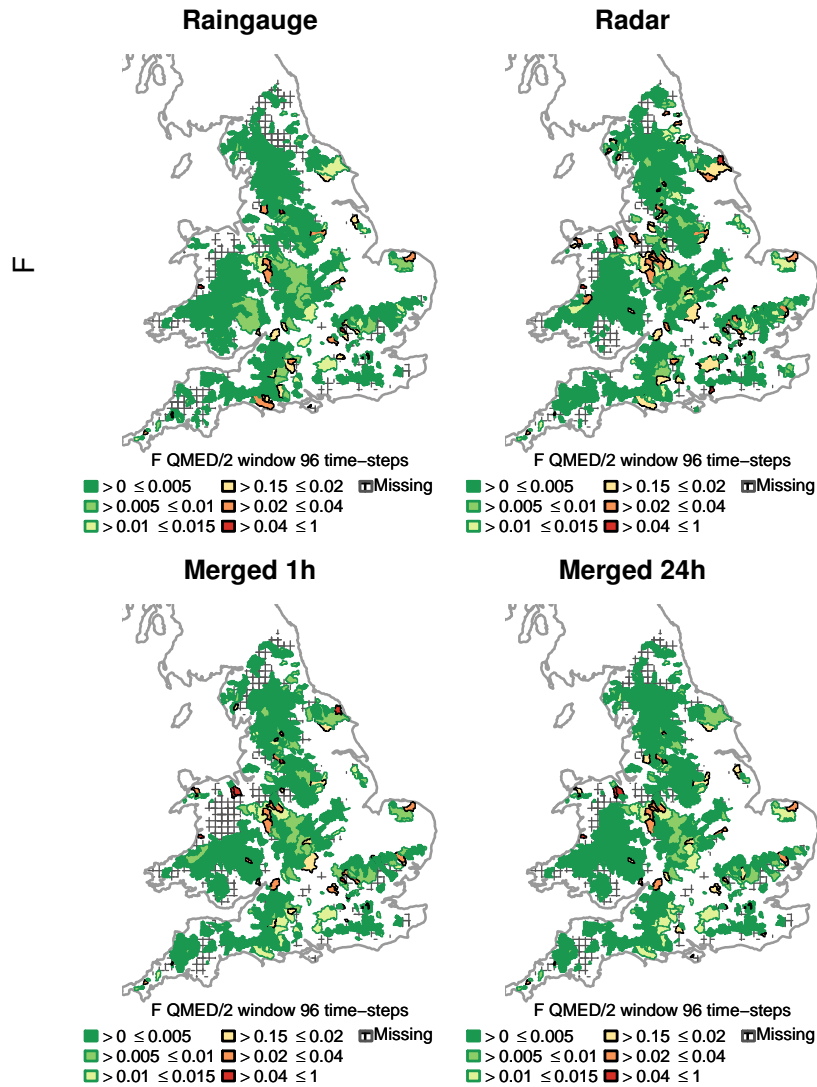 Raingauge Radar
F
F QMED/2 window 96 time−steps F QMED/2 window 96 time−steps
> 0 ≤ 0.005 > 0.15 ≤ 0.02 Missing > 0 ≤ 0.005 > 0.15 ≤ 0.02 Missing
> 0.005 ≤ 0.01 > 0.02 ≤ 0.04 > 0.005 ≤ 0.01 > 0.02 ≤ 0.04
> 0.01 ≤ 0.015 > 0.04 ≤ 1 > 0.01 ≤ 0.015 > 0.04 ≤ 1
Merged 1h Merged 24h
F QMED/2 window 96 time−steps F QMED/2 window 96 time−steps
> 0 ≤ 0.005 > 0.15 ≤ 0.02 Missing > 0 ≤ 0.005 > 0.15 ≤ 0.02 Missing
> 0.005 ≤ 0.01 > 0.02 ≤ 0.04 > 0.005 ≤ 0.01 > 0.02 ≤ 0.04
> 0.01 ≤ 0.015 > 0.04 ≤ 1 > 0.01 ≤ 0.015 > 0.04 ≤ 1